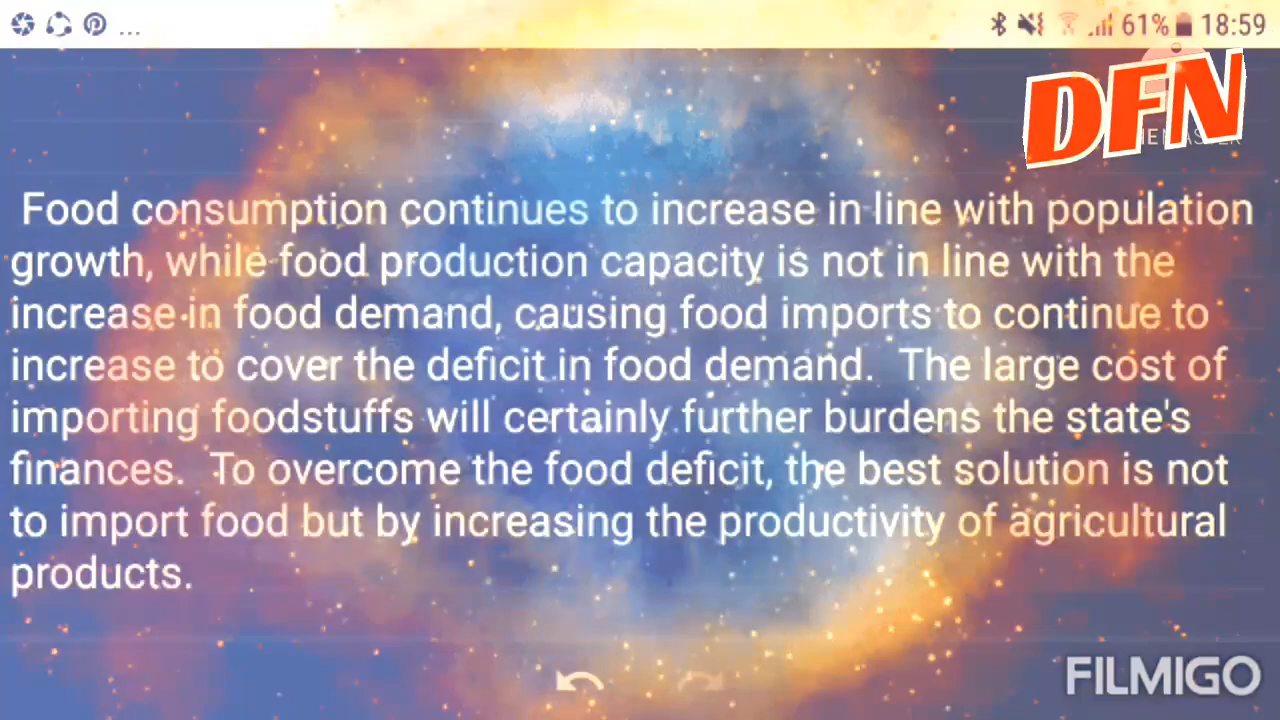 ... 61% 18:59
DFN
Food consumption continues to increase in line with population
growth, while food production capacity is not in line with the
increase in food demand, causing food imports to continue to
increase to cover the deficit in food demand.  The large cost of
importing foodstuffs will certainly further burdens the state's
finances.  To overcome the food deficit, the best solution is not
to import food but by increasing the productivity of agricultural
products.
FILMIGO